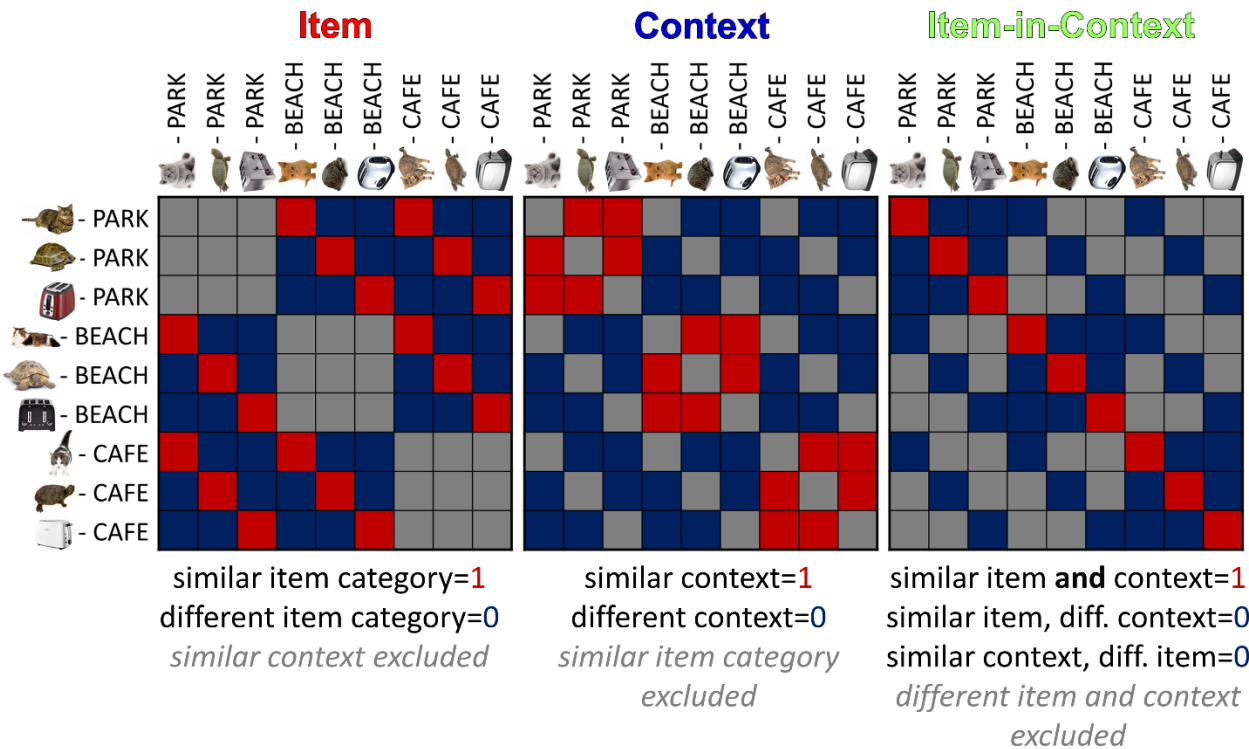 Item
Context
Item-in-Context
- PARK
- PARK
- PARK
- BEACH
- BEACH
- BEACH
- CAFE
- CAFE
- CAFE
- PARK
- PARK
- PARK
- BEACH
- BEACH
- BEACH
- CAFE
- CAFE
- CAFE
- PARK
- PARK
- PARK
- BEACH
- BEACH
- BEACH
- CAFE
- CAFE
- CAFE
- PARK
- PARK
- PARK
- BEACH
- BEACH
- BEACH
- CAFE
- CAFE
- CAFE
similar item category=1
different item category=0
similar context excluded
similar context=1
different context=0
similar item category
excluded
similar item and context=1
similar item, diff. context=0
similar context, diff. item=0
different item and context
excluded